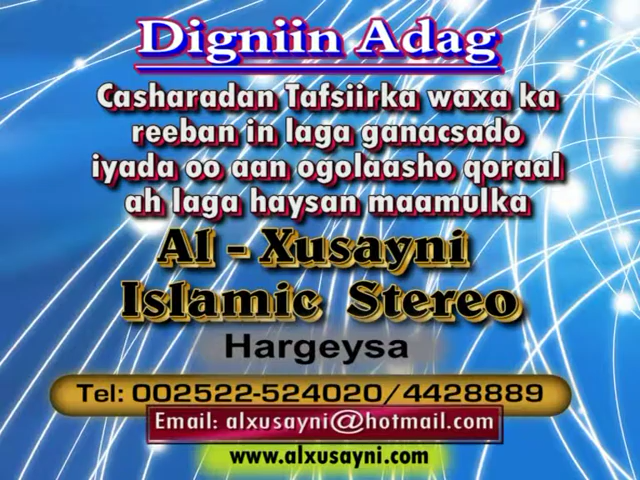 Digniin Adag
Casharadan Tafsiirka waxa ka
reeban in laga ganacsado
iyada oo aan ogolaasho qoraal
ah laga haysan maamulka
Al - Xusayni
Islamic Stereo
Hargeysa
Tel: 002522-524020/4428889
Email: alxusayni@hotmail.com
www.alxusayni.com